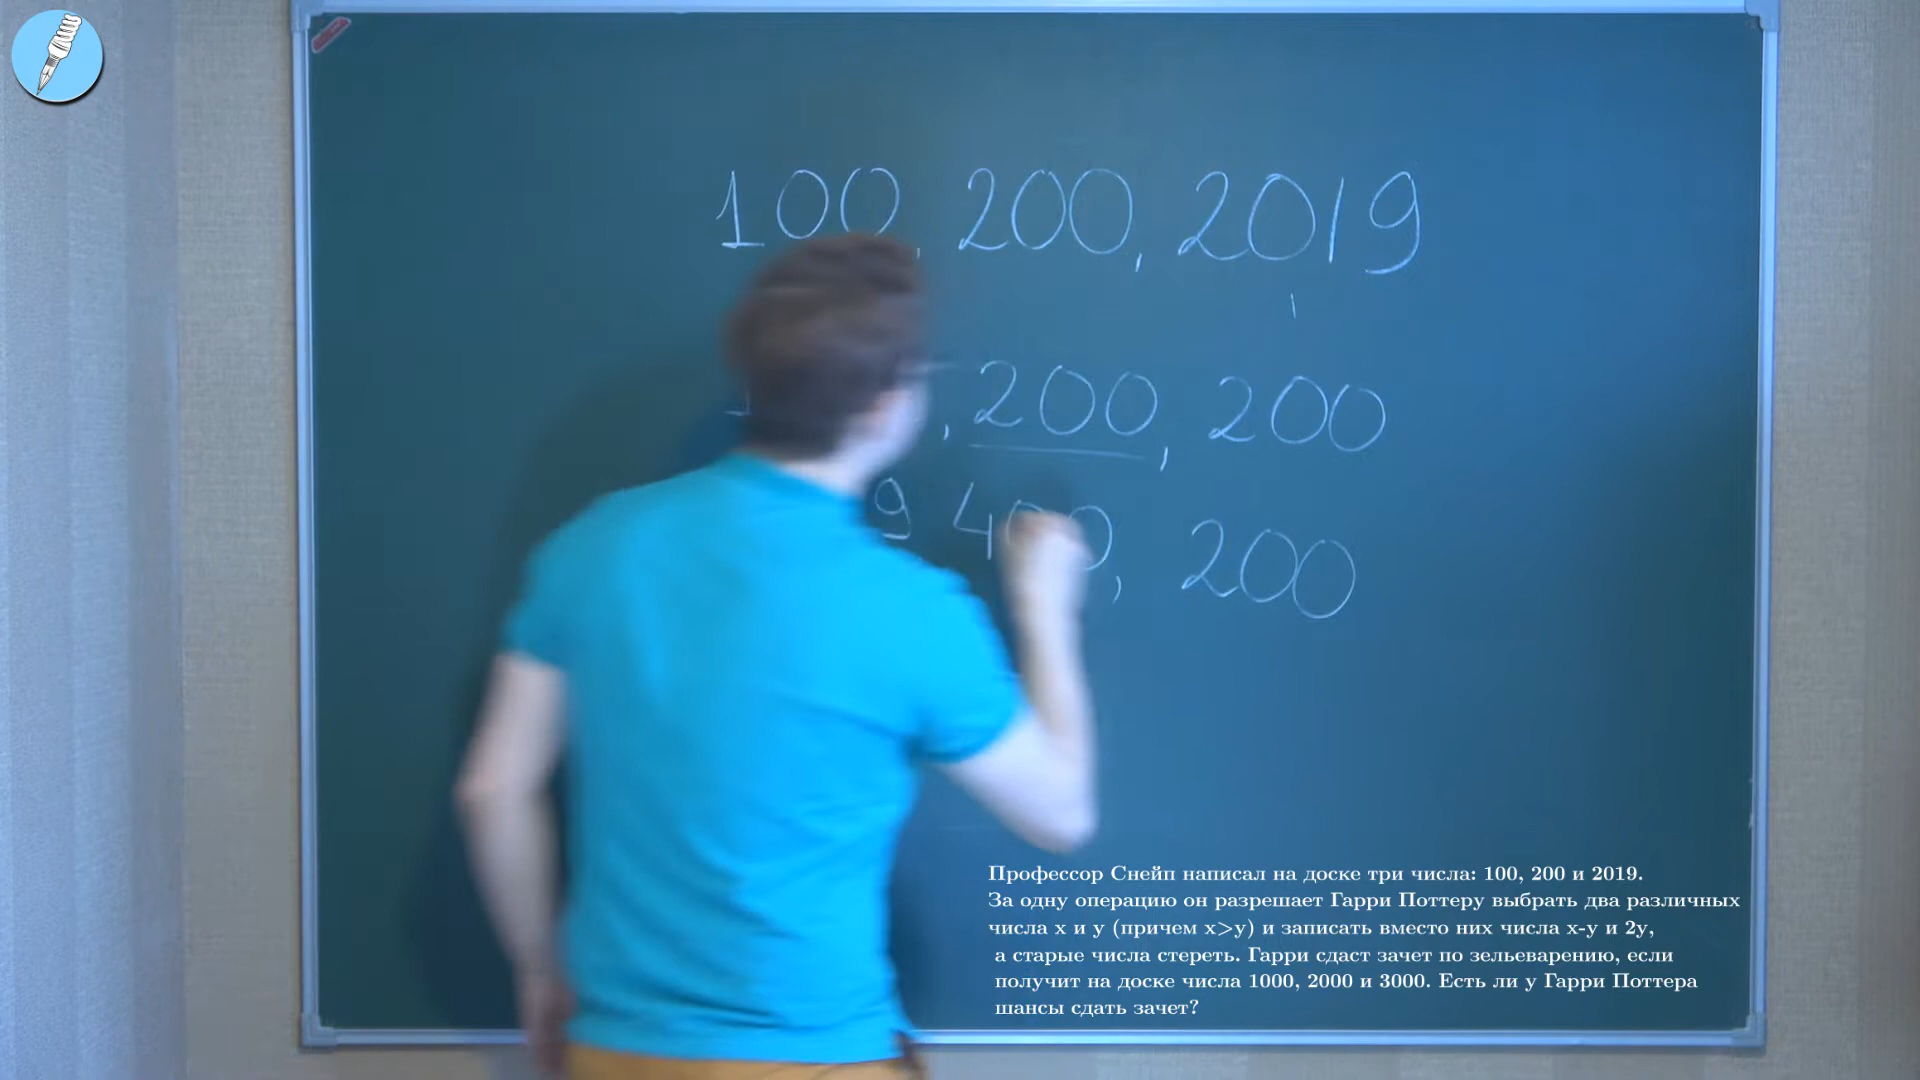 100, 200, 2019
, 200, 200
9 400, 200
Профессор Снейп написал на доске три числа: 100, 200 и 2019.
За одну операцию он разрешает Гарри Поттеру выбрать два различных
числа x и y (причем x>y) и записать вместо них числа x-y и 2y,
а старые числа стереть. Гарри сдаст зачет по зельеварению, если
получит на доске числа 1000, 2000 и 3000. Есть ли у Гарри Поттера
шансы сдать зачет?